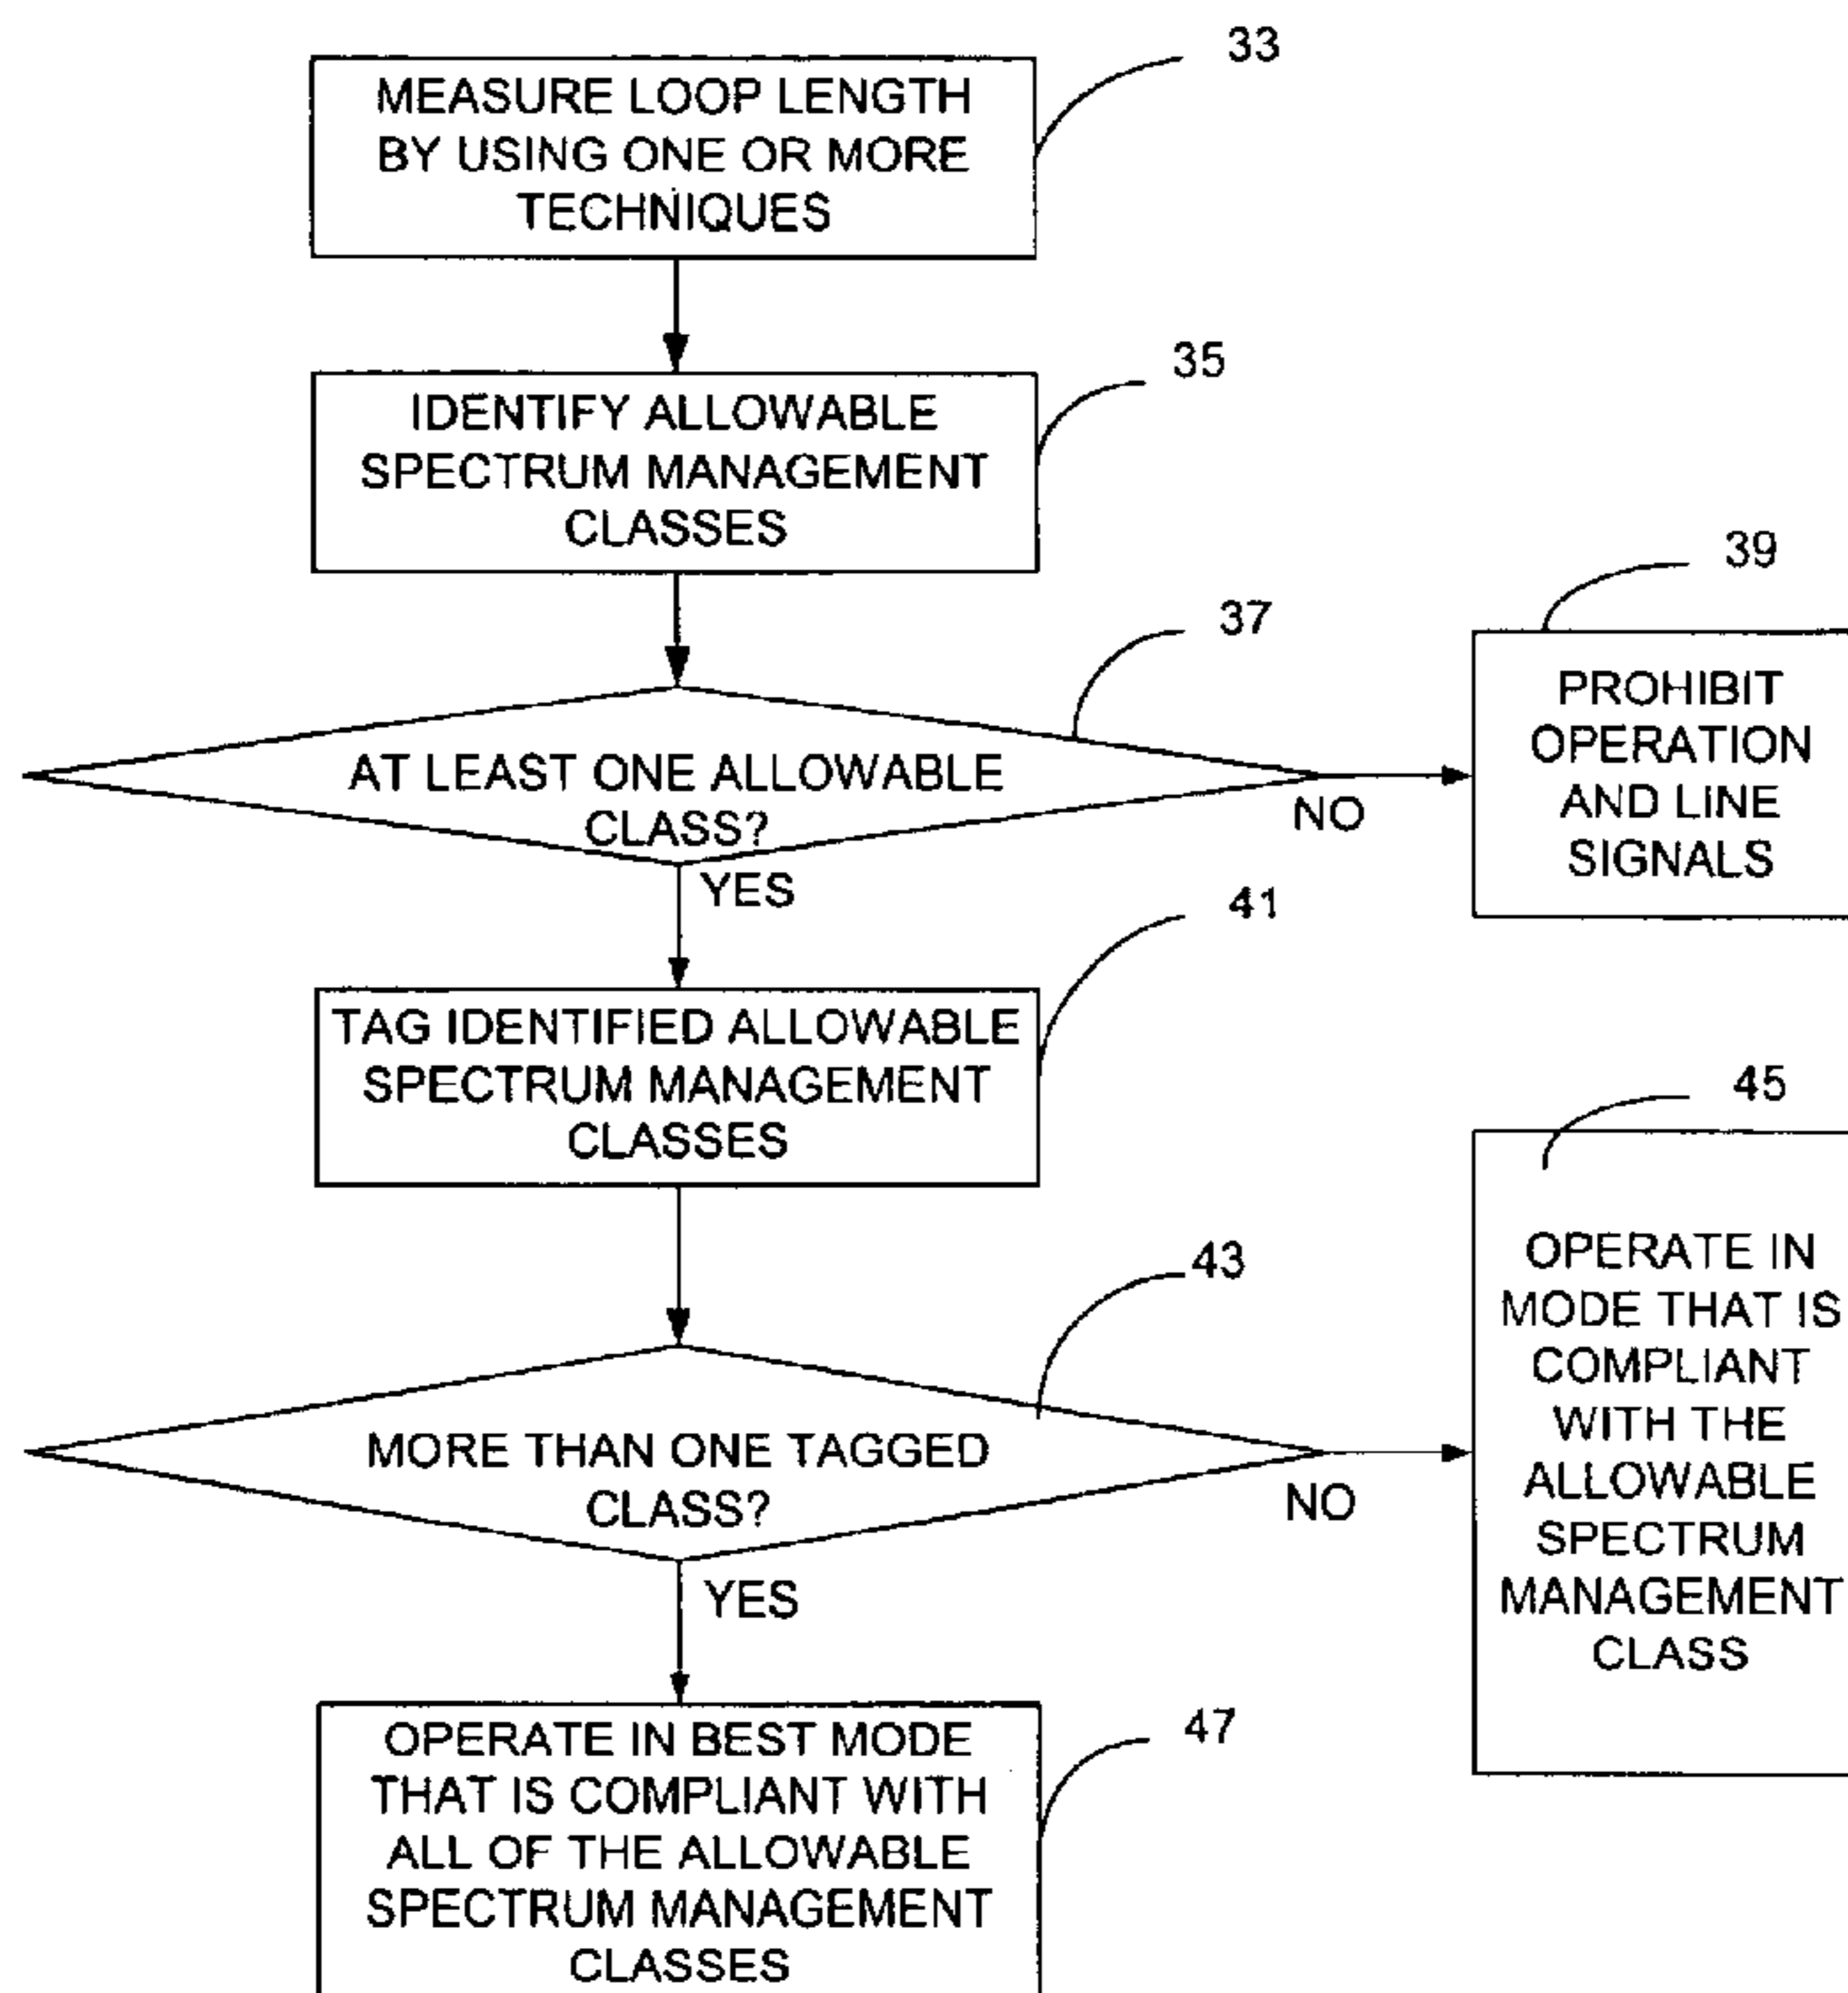 33
MEASURE LOOP LENGTH
BY USING ONE OR MORE
TECHNIQUES
35
IDENTIFY ALLOWABLE
SPECTRUM MANAGEMENT
CLASSES
37
AT LEAST ONE ALLOWABLE
CLASS?
NO
39
PROHIBIT
OPERATION
AND LINE
SIGNALS
YES
41
TAG IDENTIFIED ALLOWABLE
SPECTRUM MANAGEMENT
CLASSES
43
MORE THAN ONE TAGGED
CLASS?
NO
45
OPERATE IN
MODE THAT IS
COMPLIANT
WITH THE
ALLOWABLE
SPECTRUM
MANAGEMENT
CLASS
YES
47
OPERATE IN BEST MODE
THAT IS COMPLIANT WITH
ALL OF THE ALLOWABLE
SPECTRUM MANAGEMENT
CLASSES